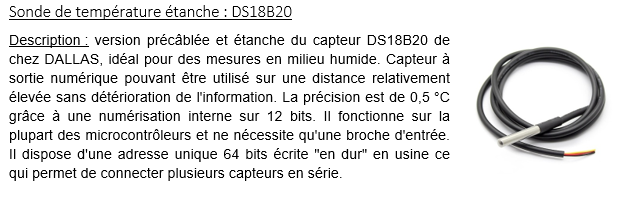 Sonde de température étanche : DS18B20
Description : version précâblée et étanche du capteur DS18B20 de
chez DALLAS, idéal pour des mesures en milieu humide. Capteur à
sortie numérique pouvant être utilisé sur une distance relativement
élevée sans détérioration de l'information. La précision est de 0,5 °C
grâce à une numérisation interne sur 12 bits. Il fonctionne sur la
plupart des microcontrôleurs et ne nécessite qu'une broche d'entrée.
Il dispose d'une adresse unique 64 bits écrite "en dur" en usine ce
qui permet de connecter plusieurs capteurs en série.